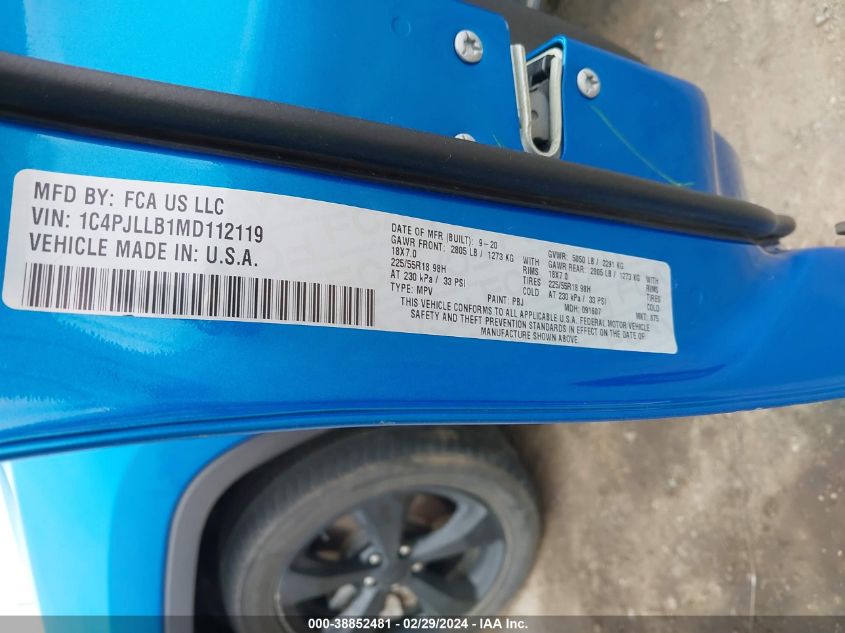 MFD BY: FCA US LLC
VIN: 1C4PJLLB1MD112119
VEHICLE MADE IN: U.S.A.
DATE OF MFR (BUILT): 9-20
GAWR FRONT: 2805 LB / 1273 KG WITH
18X7.0 RIMS
225/55R18 98H TIRES
AT 230 kPa / 33 PSI COLD
TYPE: MPV PAINT: PBJ
GVWR: 5050 LB / 2291 KG
GAWR REAR: 2805 LB / 1273 KG WITH
18X7.0 RIMS
225/55R18 98H TIRES
AT 230 kPa / 33 PSI COLD
MDH: 091607 MKT: 875
THIS VEHICLE CONFORMS TO ALL APPLICABLE U.S.A. FEDERAL MOTOR VEHICLE
SAFETY AND THEFT PREVENTION STANDARDS IN EFFECT ON THE DATE OF
MANUFACTURE SHOWN ABOVE.
000-38852481 - 02/29/2024 - IAA Inc.